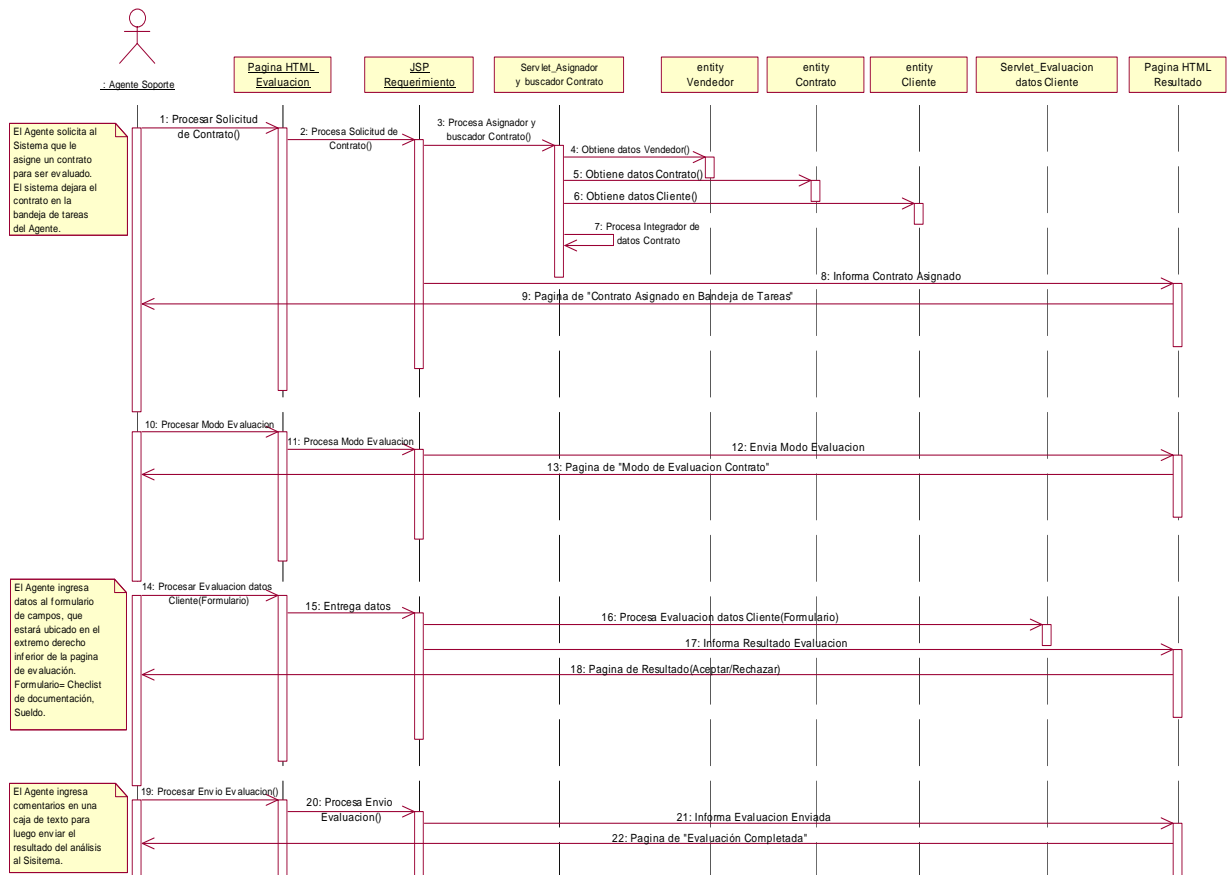 : Agente Soporte
Pagina HTML
Evaluacion
JSP
Requerimiento
Servlet_Asignador
y buscador Contrato
entity
Vendedor
entity
Contrato
entity
Cliente
Servlet_Evaluacion
datos Cliente
Pagina HTML
Resultado
El Agente solicita al
Sistema que le
asigne un contrato
para ser evaluado.
El sistema dejara el
contrato en la
bandeja de tareas
del Agente.
1: Procesar Solicitud
de Contrato()
2: Procesa Solicitud de
Contrato()
3: Procesa Asignador y
buscador Contrato()
4: Obtiene datos Vendedor()
5: Obtiene datos Contrato()
6: Obtiene datos Cliente()
7: Procesa Integrador de
datos Contrato
8: Informa Contrato Asignado
9: Pagina de "Contrato Asignado en Bandeja de Tareas"
10: Procesar Modo Evaluacion
11: Procesa Modo Evaluacion
12: Envia Modo Evaluacion
13: Pagina de "Modo de Evaluacion Contrato"
El Agente ingresa
datos al formulario
de campos, que
estará ubicado en el
extremo derecho
inferior de la pagina
de evaluación.
Formulario= Checlist
de documentación,
Sueldo.
14: Procesar Evaluacion datos
Cliente(Formulario)
15: Entrega datos
16: Procesa Evaluacion datos Cliente(Formulario)
17: Informa Resultado Evaluacion
18: Pagina de Resultado(Aceptar/Rechazar)
El Agente ingresa
comentarios en una
caja de texto para
luego enviar el
resultado del análisis
al Sisitema.
19: Procesar Envio Evaluacion()
20: Procesa Envio
Evaluacion()
21: Informa Evaluacion Enviada
22: Pagina de "Evaluación Completada"